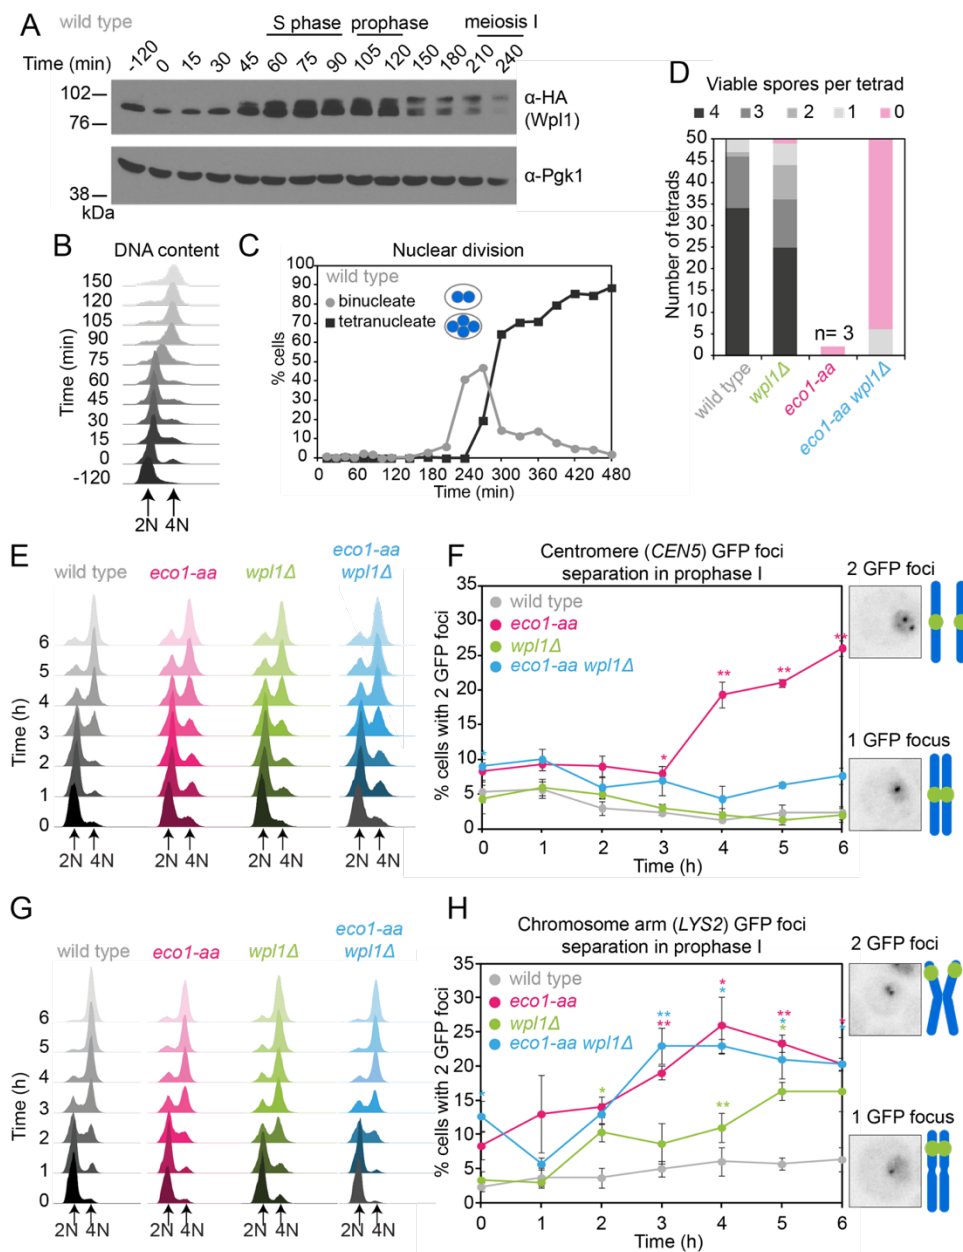 A
wild type
S phase
prophase
meiosis I
Time (min)
-120
0
15
30
45
60
75
90
105
120
150
180
210
240
102
76
α-HA
(Wpl1)
38
kDa
α-Pgk1
B
DNA content
150
120
105
90
75
60
45
30
15
0
-120
Time (min)
2N
4N
C
Nuclear division
wild type
binucleate
tetranucleate
% cells
100
90
80
70
60
50
40
30
20
10
0
0
60
120
180
240
300
360
420
480
Time (min)
D
Viable spores per tetrad
4
3
2
1
0
Number of tetrads
50
45
40
35
30
25
20
15
10
5
0
n= 3
wild type
wpl1Δ
eco1-aa
eco1-aa wpl1Δ
E
wild type
eco1-aa
wpl1Δ
eco1-aa
wpl1Δ
Time (h)
6
5
4
3
2
1
0
2N 4N
2N 4N
2N 4N
2N 4N
F
Centromere (CEN5) GFP foci
separation in prophase I
wild type
eco1-aa
wpl1Δ
eco1-aa wpl1Δ
% cells with 2 GFP foci
35
30
25
20
15
10
5
0
*
*
**
**
**
0
1
2
3
4
5
6
Time (h)
2 GFP foci
1 GFP focus
G
wild type
eco1-aa
wpl1Δ
eco1-aa
wpl1Δ
Time (h)
6
5
4
3
2
1
0
2N 4N
2N 4N
2N 4N
2N 4N
H
Chromosome arm (LYS2) GFP foci
separation in prophase I
wild type
eco1-aa
wpl1Δ
eco1-aa wpl1Δ
% cells with 2 GFP foci
35
30
25
20
15
10
5
0
*
*
**
**
*
*
**
**
*
*
*
*
0
1
2
3
4
5
6
Time (h)
2 GFP foci
1 GFP focus